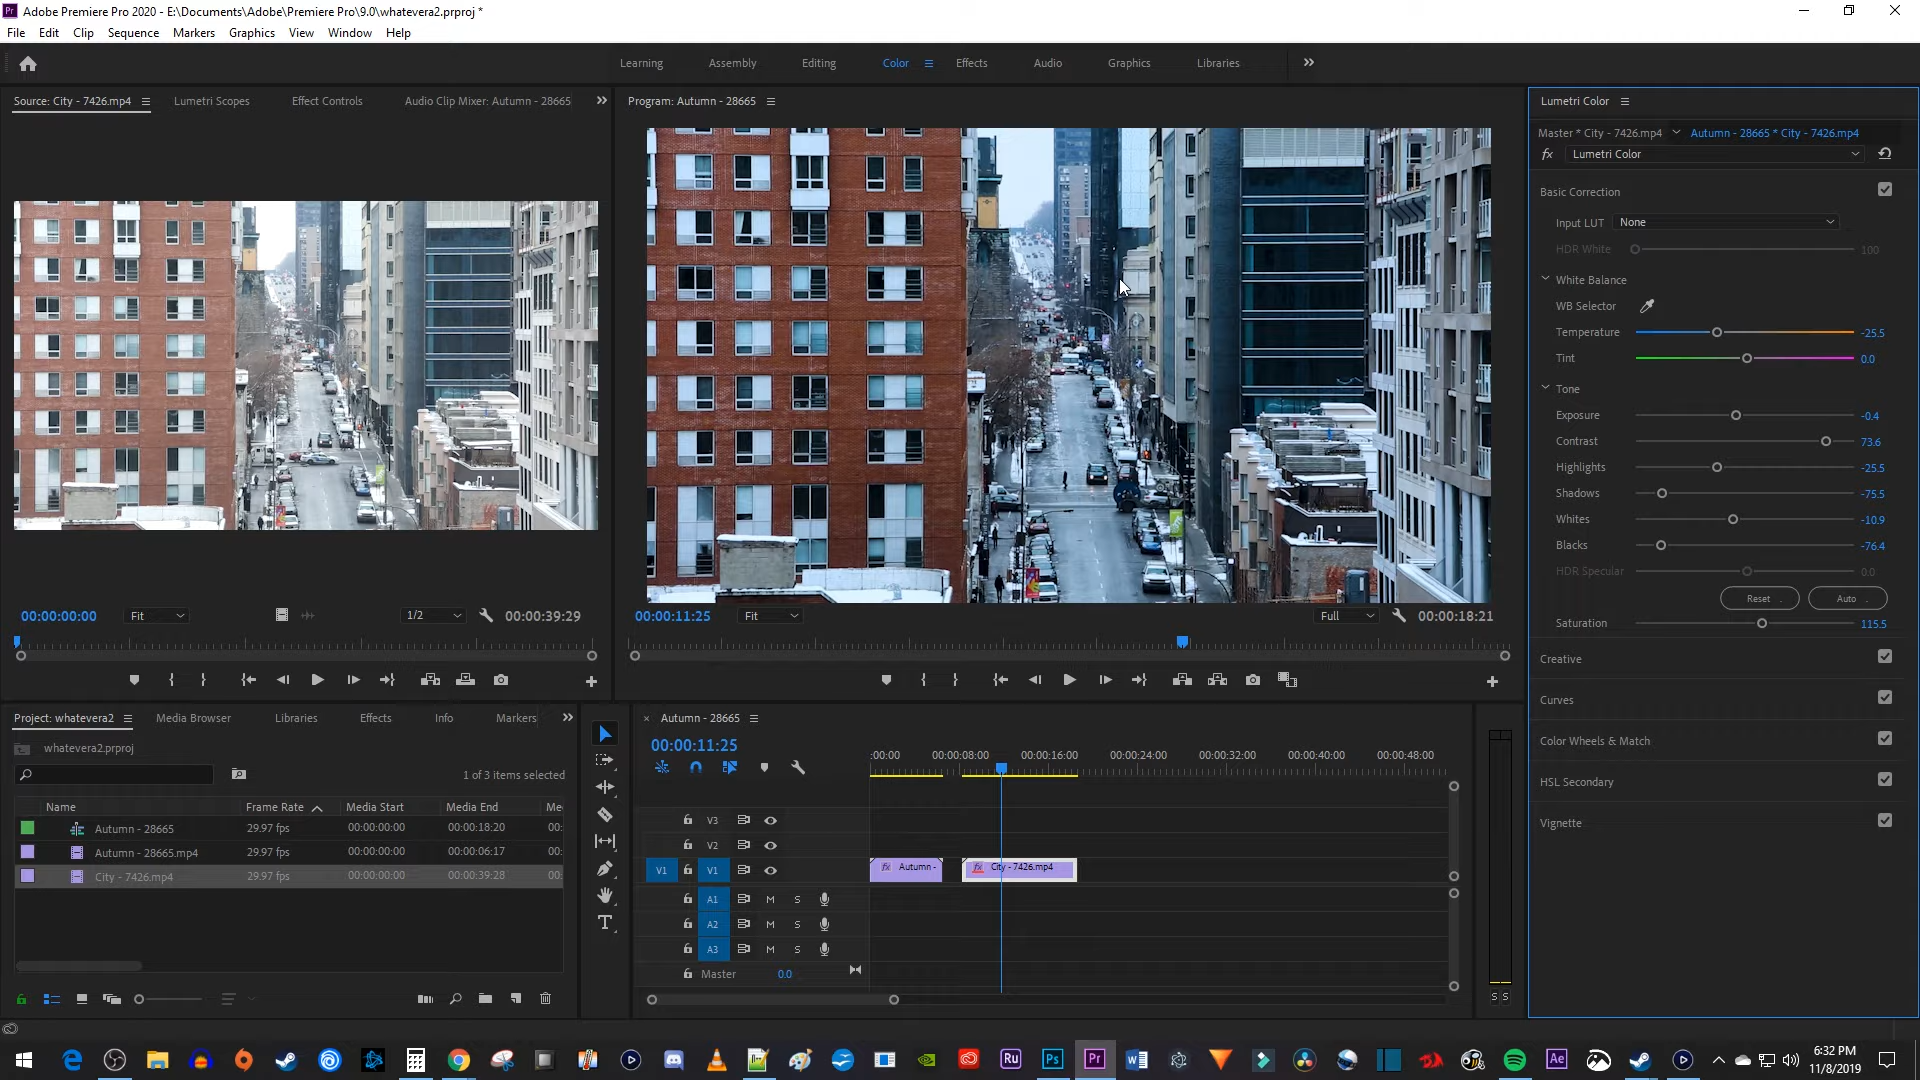 Adobe Premiere Pro 2020 - E:\Documents\Adobe\Premiere Pro\9.0\whatevera2.prproj *
File Edit Clip Sequence Markers Graphics View Window Help
Learning Assembly Editing Color Effects Audio Graphics Libraries
Source: City - 7426.mp4 Lumetri Scopes Effect Controls Audio Clip Mixer: Autumn - 28665
Program: Autumn - 28665
Lumetri Color
Master * City - 7426.mp4 Autumn - 28665 * City - 7426.mp4
fx Lumetri Color
Basic Correction
Input LUT None
HDR White 100
White Balance
WB Selector
Temperature -25.5
Tint 0.0
Tone
Exposure -0.4
Contrast 73.6
Highlights -25.5
Shadows -75.5
Whites -10.9
Blacks -76.4
HDR Specular 0.0
Reset Auto
Saturation 115.5
Creative
Curves
Color Wheels & Match
HSL Secondary
Vignette
00:00:00:00 Fit 1/2 00:00:39:29
00:00:11:25 Fit Full 00:00:18:21
Project: whatevera2 Media Browser Libraries Effects Info Markers
whatevera2.prproj
1 of 3 items selected
Name Frame Rate Media Start Media End Me
Autumn - 28665 29.97 fps 00:00:00:00 00:00:18:20 00:
Autumn - 28665.mp4 29.97 fps 00:00:00:00 00:00:06:17 00:
City - 7426.mp4 29.97 fps 00:00:00:00 00:00:39:28 00:
Autumn - 28665
00:00:11:25
:00:00 00:00:08:00 00:00:16:00 00:00:24:00 00:00:32:00 00:00:40:00 00:00:48:00
V3
V2
V1 V1 fx Autumn - fx City - 7426.mp4
A1 M S
A2 M S
A3 M S
Master 0.0
S S
Ru Ps Pr Ae
6:32 PM
11/8/2019